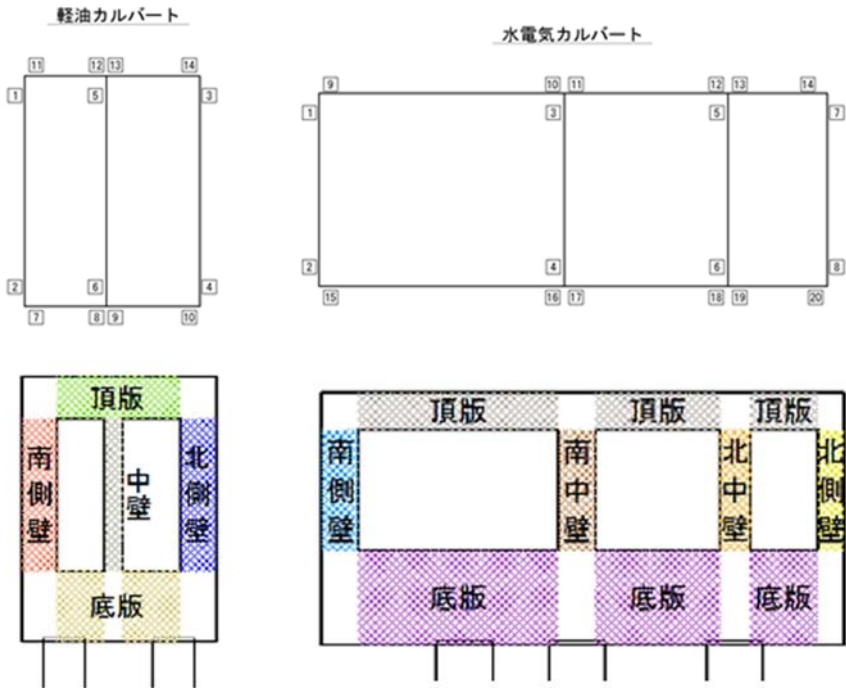 軽油カルバート
水電気カルバート
11 12 13 14
1 5 3
2 6 4
7 8 9 10
9 10 11 12 13 14
1 3 5 7
2 4 6 8
15 16 17 18 19 20
頂版
南側壁
中壁
北側壁
底版
頂版 頂版 頂版
南側壁
南中壁
北中壁
北側壁
底版 底版 底版